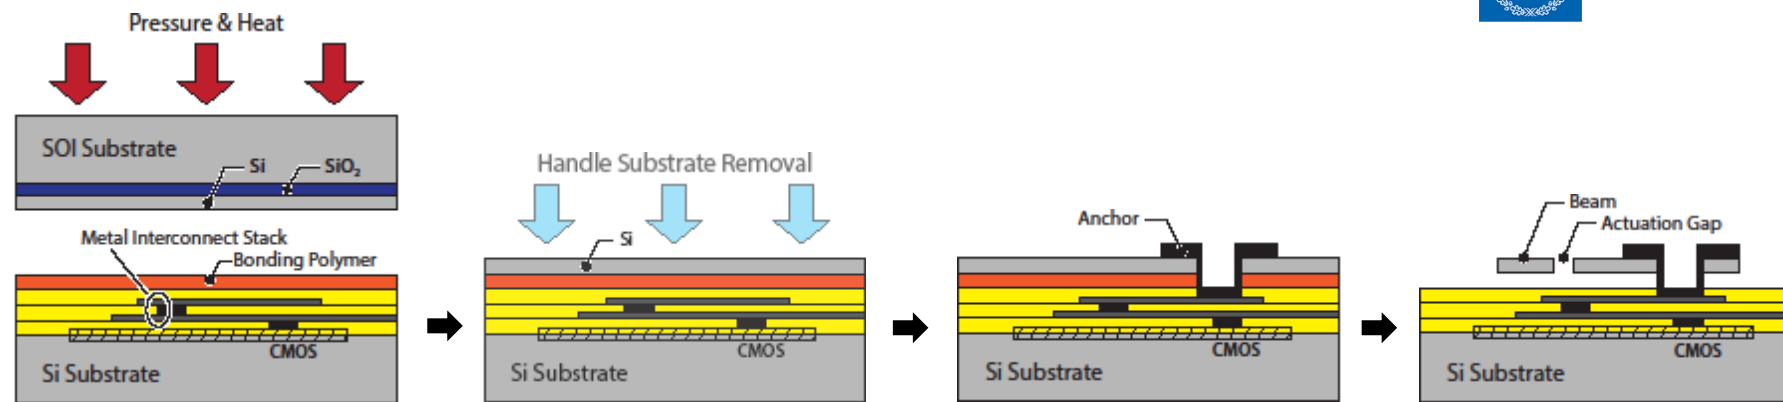 Pressure & Heat
SOI Substrate
Si
SiO₂
Metal Interconnect Stack
Bonding Polymer
CMOS
Si Substrate
Handle Substrate Removal
Si
CMOS
Si Substrate
Anchor
CMOS
Si Substrate
Beam
Actuation Gap
CMOS
Si Substrate